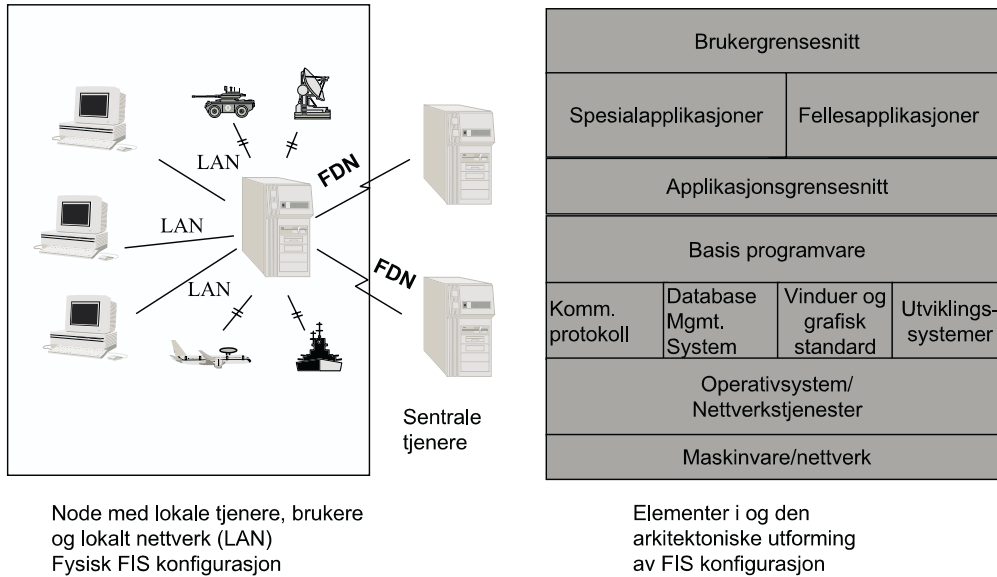 LAN
FDN
LAN
LAN
FDN
Sentrale
tjenere
Node med lokale tjenere, brukere
og lokalt nettverk (LAN)
Fysisk FIS konfigurasjon
Brukergrensesnitt
Spesialapplikasjoner
Fellesapplikasjoner
Applikasjonsgrensesnitt
Basis programvare
Komm.
protokoll
Database
Mgmt.
System
Vinduer og
grafisk
standard
Utviklings-
systemer
Operativsystem/
Nettverkstjenester
Maskinvare/nettverk
Elementer i og den
arkitektoniske utforming
av FIS konfigurasjon